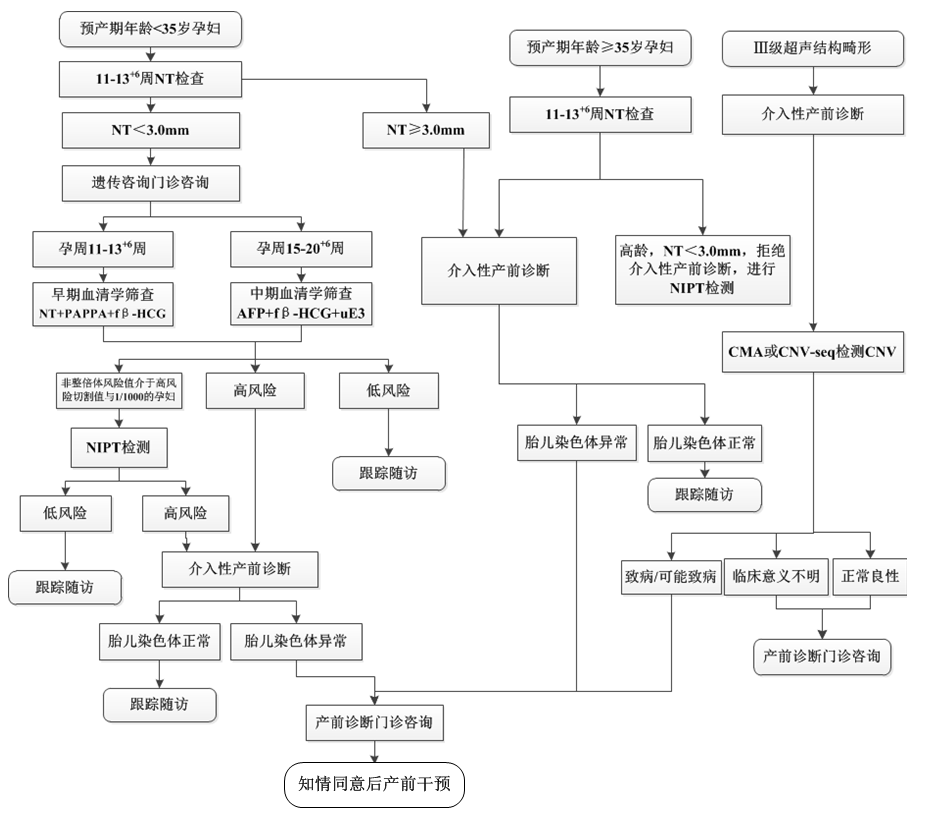 预产期年龄<35岁孕妇
11-13+6周NT检查
NT＜3.0mm
NT≥3.0mm
遗传咨询门诊咨询
孕周11-13+6周
孕周15-20+6周
早期血清学筛查
NT+PAPPA+fβ-HCG
中期血清学筛查
AFP+fβ-HCG+uE3
非整倍体风险值介于高风
险切割值与1/1000的孕妇
高风险
低风险
NIPT检测
跟踪随访
低风险
高风险
跟踪随访
介入性产前诊断
胎儿染色体正常
胎儿染色体异常
跟踪随访
产前诊断门诊咨询
知情同意后产前干预
预产期年龄≥35岁孕妇
11-13+6周NT检查
介入性产前诊断
高龄，NT＜3.0mm，拒绝
介入性产前诊断，进行
NIPT检测
胎儿染色体异常
胎儿染色体正常
跟踪随访
Ⅲ级超声结构畸形
介入性产前诊断
CMA或CNV-seq检测CNV
致病/可能致病
临床意义不明
正常良性
产前诊断门诊咨询